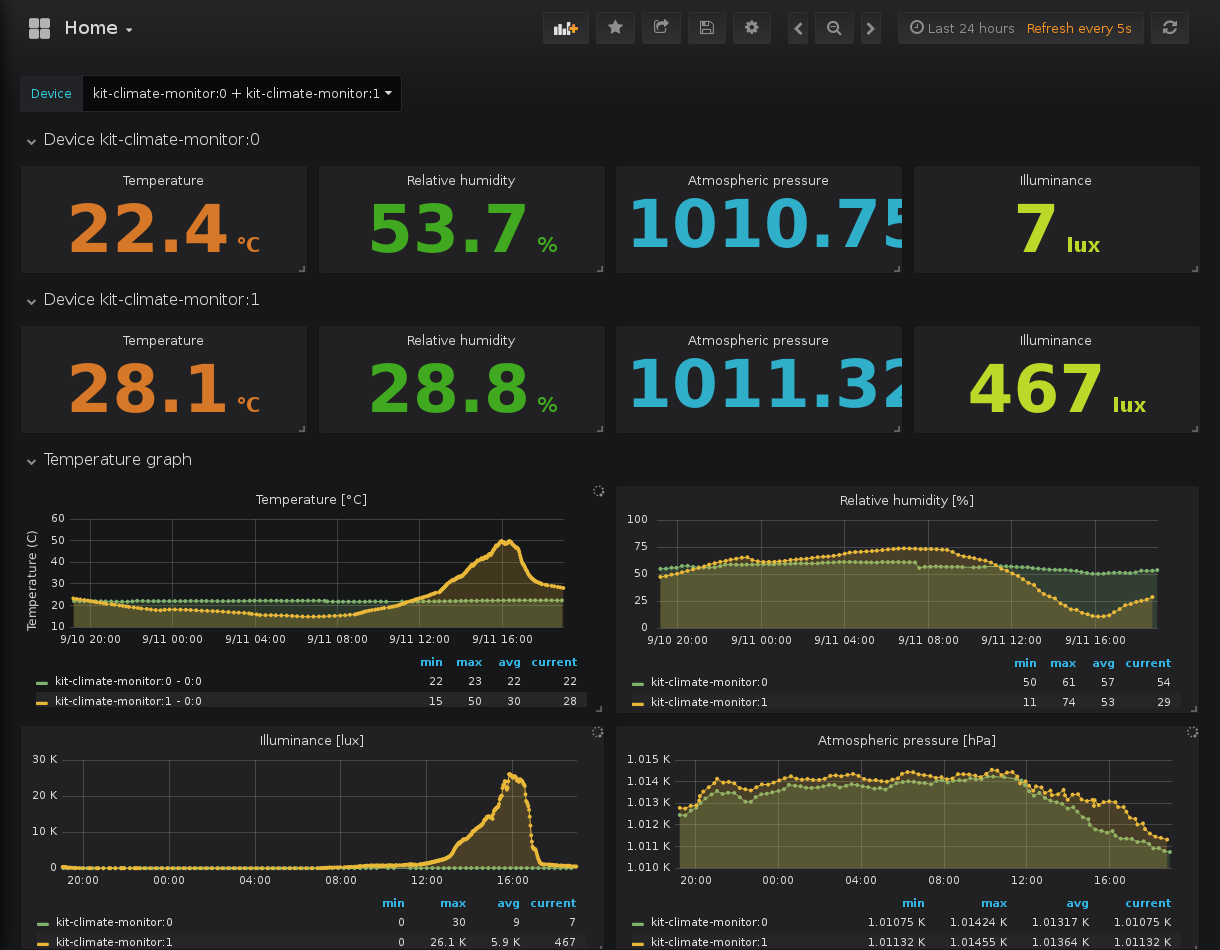 Home
Last 24 hours Refresh every 5s
Device kit-climate-monitor:0 + kit-climate-monitor:1
Device kit-climate-monitor:0
Temperature Relative humidity Atmospheric pressure Illuminance
22.4 °C 53.7 % 1010.75 7 lux
Device kit-climate-monitor:1
Temperature Relative humidity Atmospheric pressure Illuminance
28.1 °C 28.8 % 1011.32 467 lux
Temperature graph
Temperature [°C]
Temperature (C)
60
50
40
30
20
10
9/10 20:00 9/11 00:00 9/11 04:00 9/11 08:00 9/11 12:00 9/11 16:00
min max avg current
kit-climate-monitor:0 - 0:0 22 23 22 22
kit-climate-monitor:1 - 0:0 15 50 30 28
Relative humidity [%]
100
75
50
25
0
9/10 20:00 9/11 00:00 9/11 04:00 9/11 08:00 9/11 12:00 9/11 16:00
min max avg current
kit-climate-monitor:0 50 61 57 54
kit-climate-monitor:1 11 74 53 29
Illuminance [lux]
30 K
20 K
10 K
0
20:00 00:00 04:00 08:00 12:00 16:00
min max avg current
kit-climate-monitor:0 0 30 9 7
kit-climate-monitor:1 0 26.1 K 5.9 K 467
Atmospheric pressure [hPa]
1.015 K
1.014 K
1.013 K
1.012 K
1.011 K
1.010 K
20:00 00:00 04:00 08:00 12:00 16:00
min max avg current
kit-climate-monitor:0 1.01075 K 1.01424 K 1.01317 K 1.01075 K
kit-climate-monitor:1 1.01132 K 1.01455 K 1.01364 K 1.01132 K